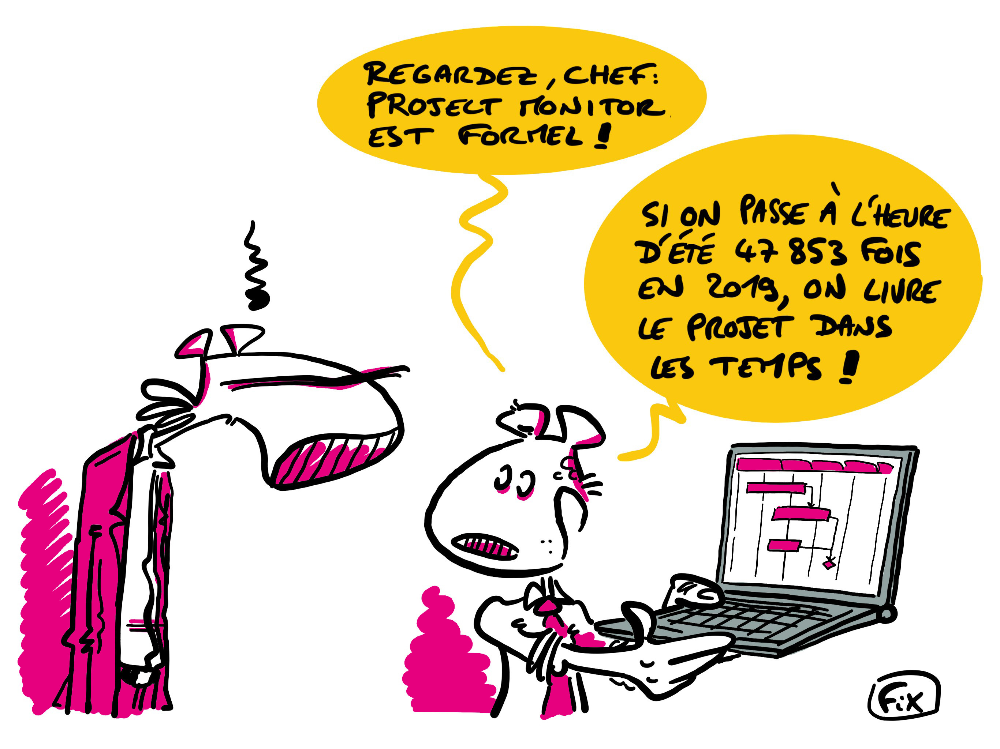 REGARDEZ, CHEF:
PROJECT MONITOR
EST FORMEL!
SI ON PASSE À L'HEURE
D'ÉTÉ 47 853 FOIS
EN 2019, ON LIVRE
LE PROJET DANS
LES TEMPS!
FiX